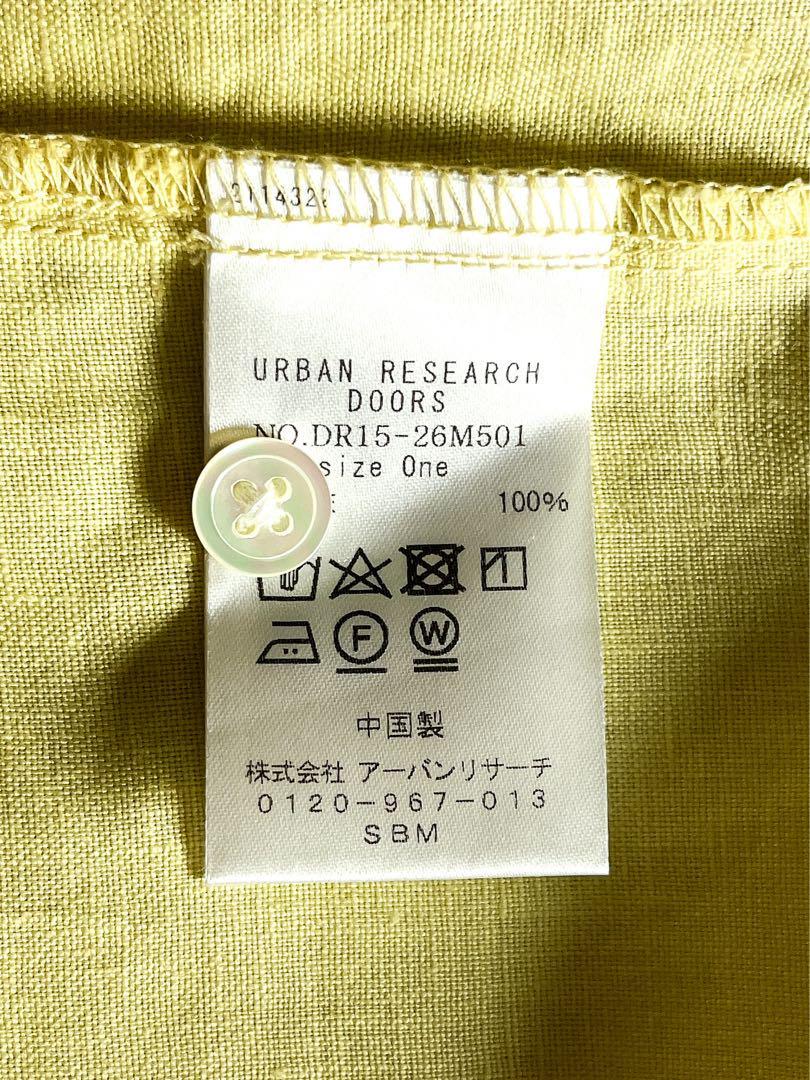 URBAN RESEARCH
DOORS
NO.DR15-26M501
size One
100%
F W
中国製
株式会社 アーバンリサーチ
0120-967-013
SBM